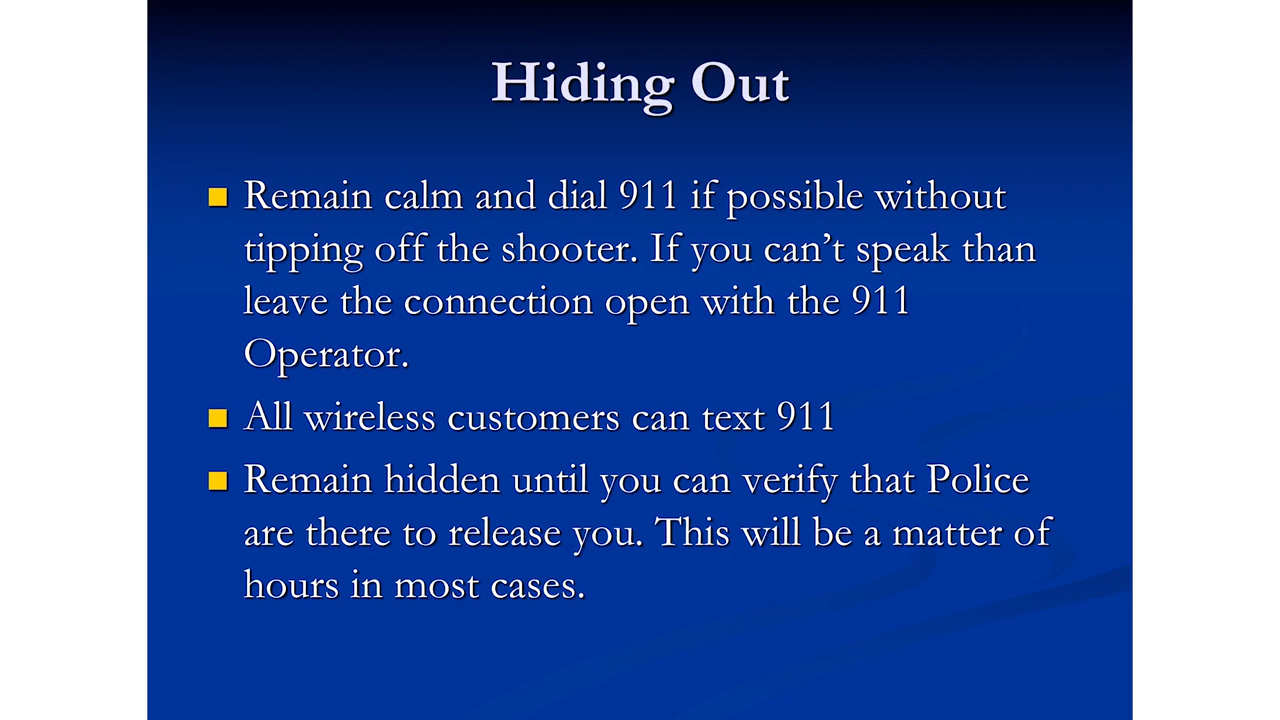 Hiding Out
Remain calm and dial 911 if possible without
tipping off the shooter. If you can’t speak than
leave the connection open with the 911
Operator.
All wireless customers can text 911
Remain hidden until you can verify that Police
are there to release you. This will be a matter of
hours in most cases.